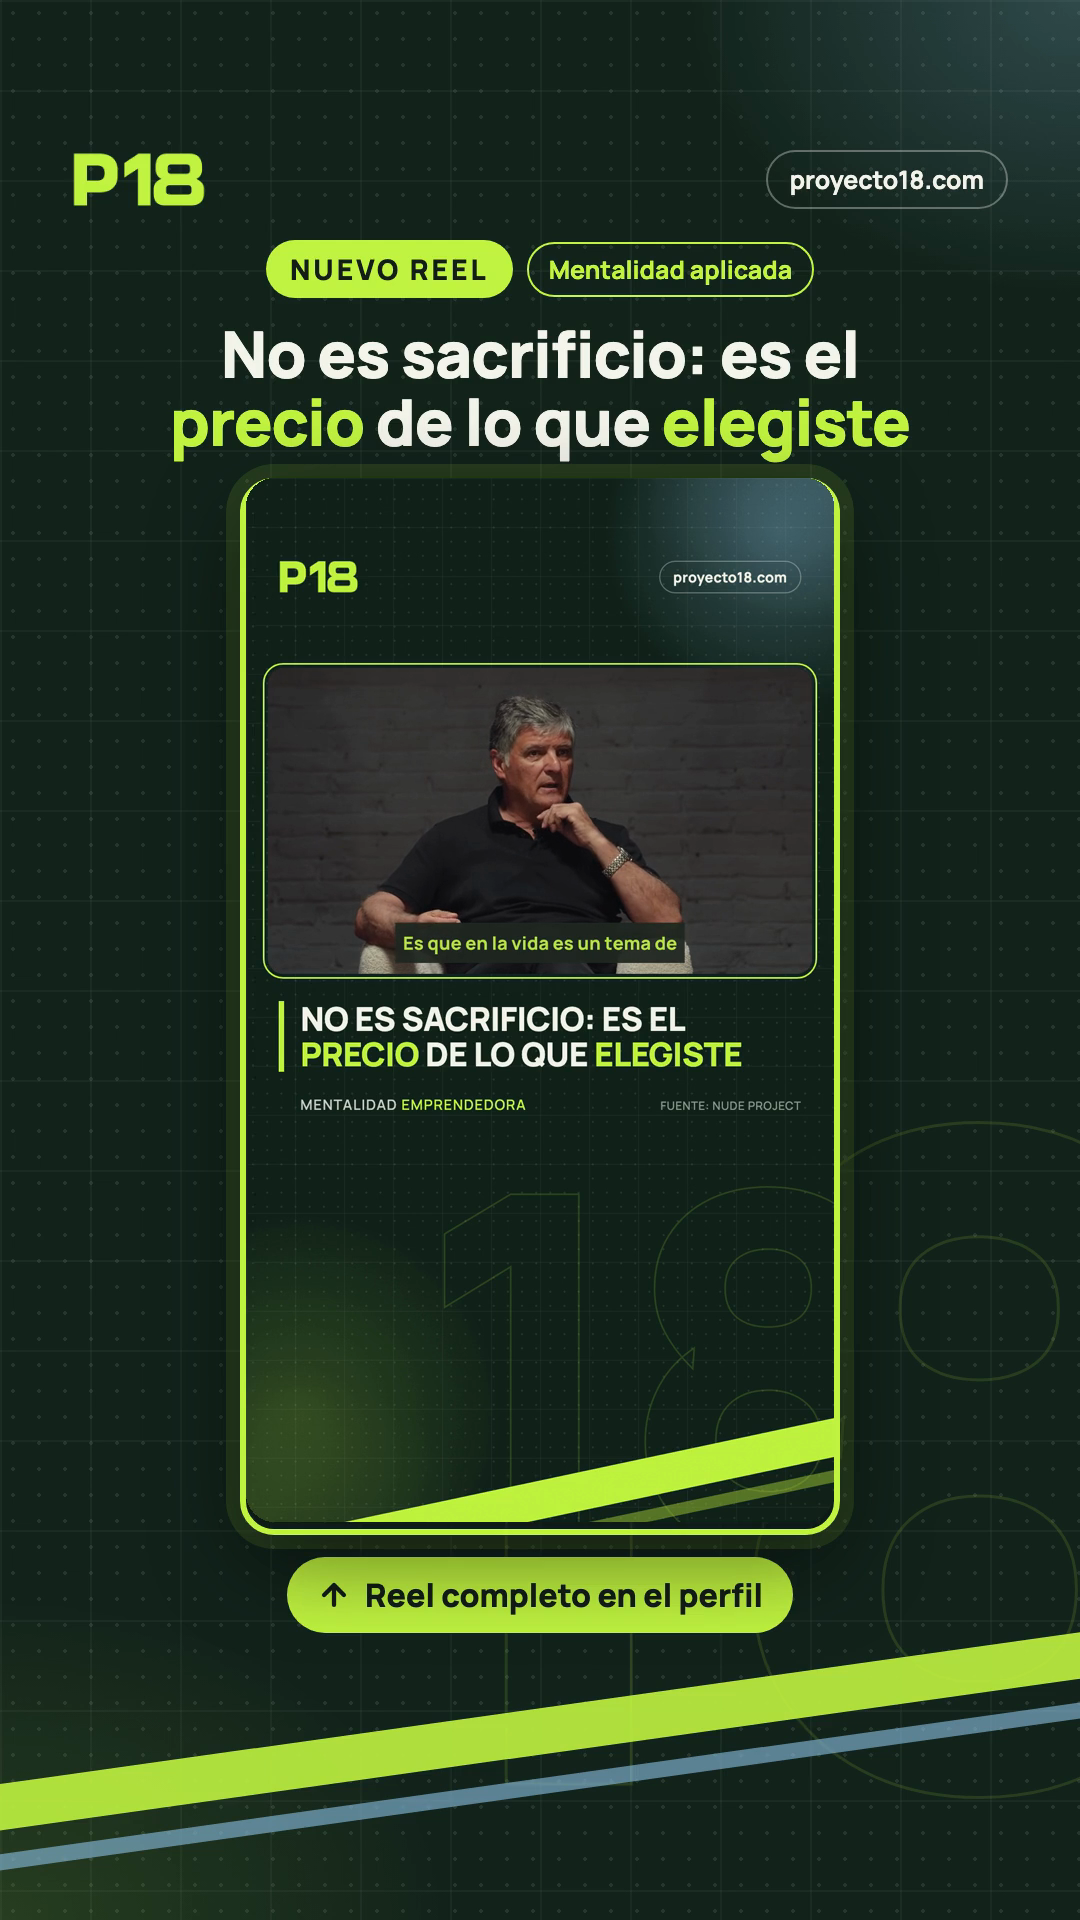 P18
proyecto18.com
NUEVO REEL
Mentalidad aplicada
No es sacrificio: es el
precio de lo que elegiste
P18
proyecto18.com
Es que en la vida es un tema de
NO ES SACRIFICIO: ES EL
PRECIO DE LO QUE ELEGISTE
MENTALIDAD EMPRENDEDORA
FUENTE: NUDE PROJECT
18
↑ Reel completo en el perfil
18